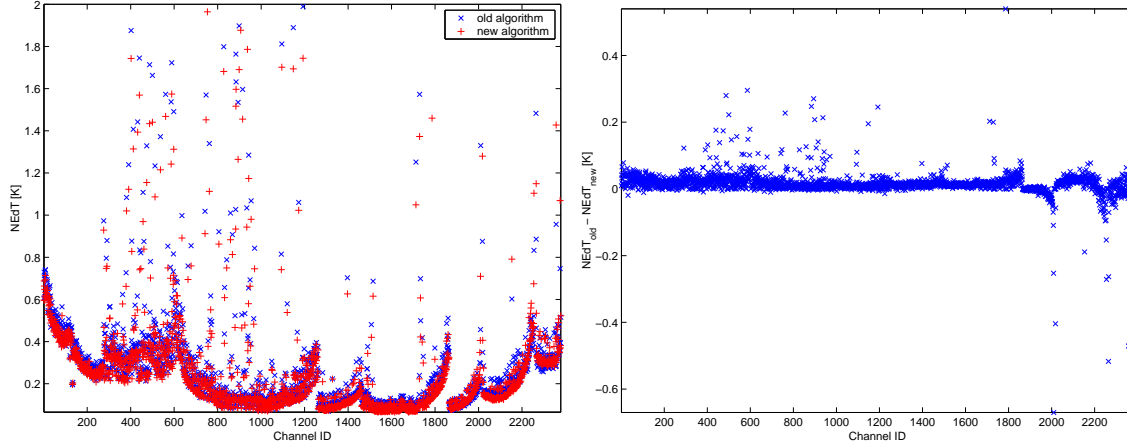 2
1.8
1.6
1.4
1.2
1
0.8
0.6
0.4
0.2
NEdT [K]
200 400 600 800 1000 1200 1400 1600 1800 2000 2200
Channel ID
old algorithm
new algorithm
0.4
0.2
0
−0.2
−0.4
−0.6
NEdT_old − NEdT_new [K]
200 400 600 800 1000 1200 1400 1600 1800 2000 2200
Channel ID